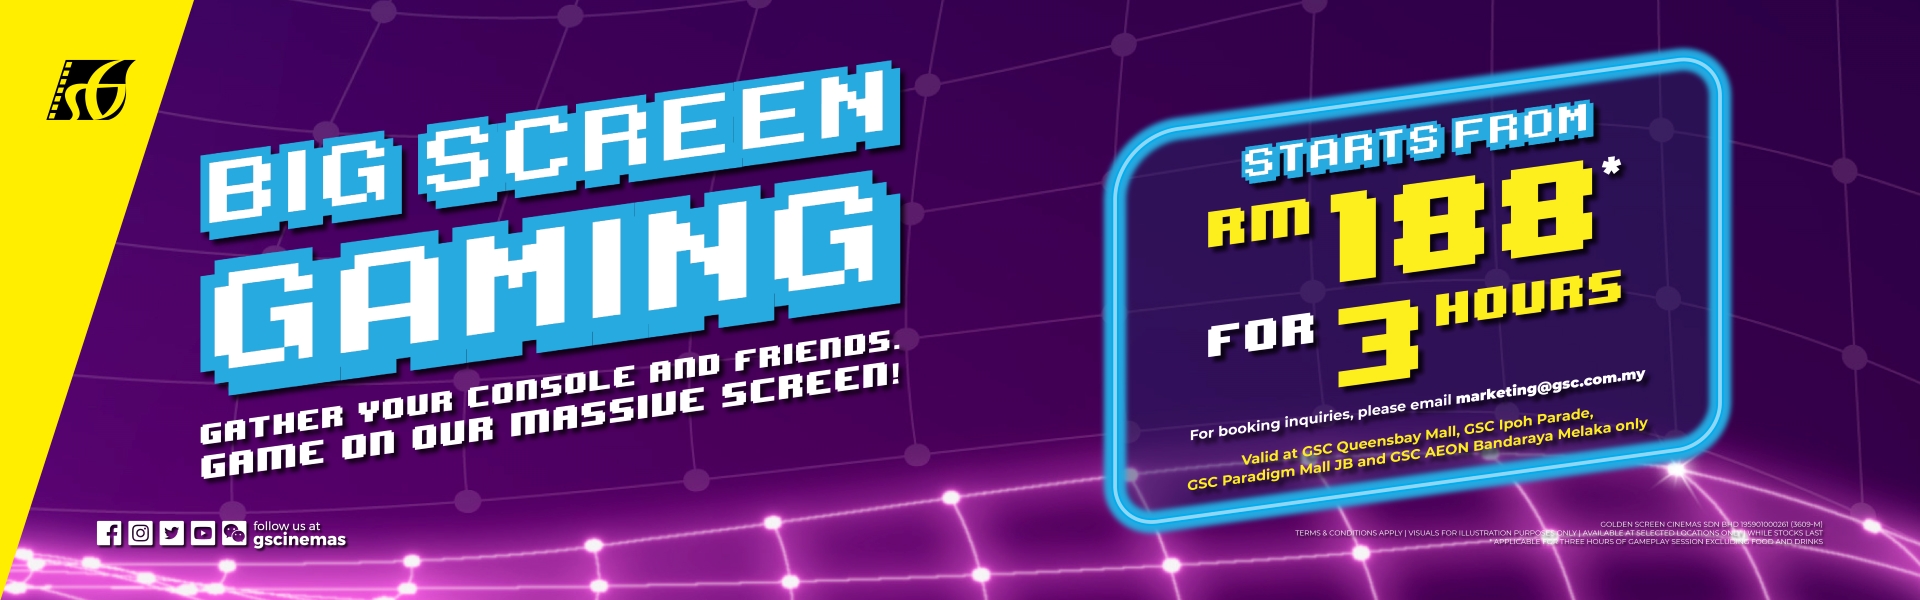 BIG SCREEN
GAMING
GATHER YOUR CONSOLE AND FRIENDS.
GAME ON OUR MASSIVE SCREEN!
follow us at
gscinemas
STARTS FROM
RM 188*
FOR 3 HOURS
For booking inquiries, please email marketing@gsc.com.my
Valid at GSC Queensbay Mall, GSC Ipoh Parade,
GSC Paradigm Mall JB and GSC AEON Bandaraya Melaka only
GOLDEN SCREEN CINEMAS SDN BHD 195901000261 (3609-M)
TERMS & CONDITIONS APPLY | VISUALS FOR ILLUSTRATION PURPOSES ONLY | AVAILABLE AT SELECTED LOCATIONS ONLY | WHILE STOCKS LAST
* APPLICABLE FOR THREE HOURS OF GAMEPLAY SESSION EXCLUDING FOOD AND DRINKS